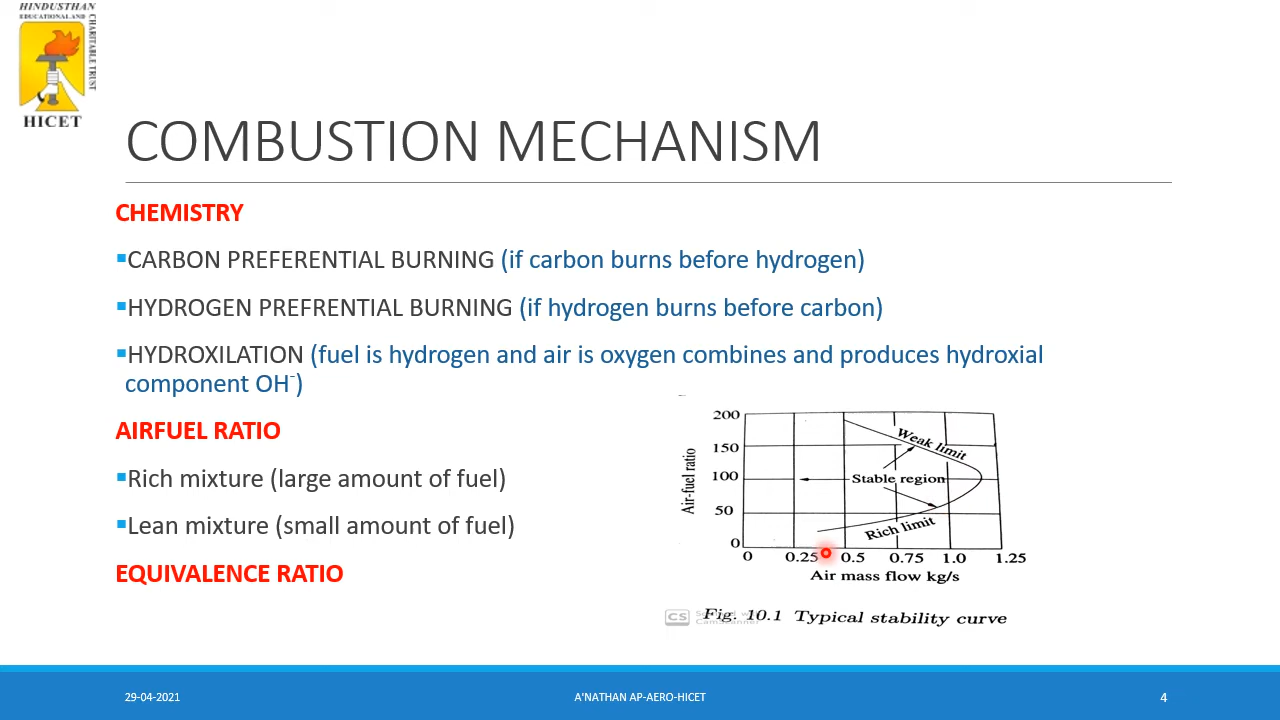 HINDUSTHAN
EDUCATIONAL AND
CHARITABLE TRUST
HICET
COMBUSTION MECHANISM
CHEMISTRY
▪CARBON PREFERENTIAL BURNING (if carbon burns before hydrogen)
▪HYDROGEN PREFRENTIAL BURNING (if hydrogen burns before carbon)
▪HYDROXILATION (fuel is hydrogen and air is oxygen combines and produces hydroxial
component OH⁻)
AIRFUEL RATIO
▪Rich mixture (large amount of fuel)
▪Lean mixture (small amount of fuel)
EQUIVALENCE RATIO
Air-fuel ratio
200
150
100
50
0
Weak limit
Stable region
Rich limit
0 0.25 0.5 0.75 1.0 1.25
Air mass flow kg/s
CS Scanned with
CamScanner
Fig. 10.1 Typical stability curve
29-04-2021 A'NATHAN AP-AERO-HICET 4